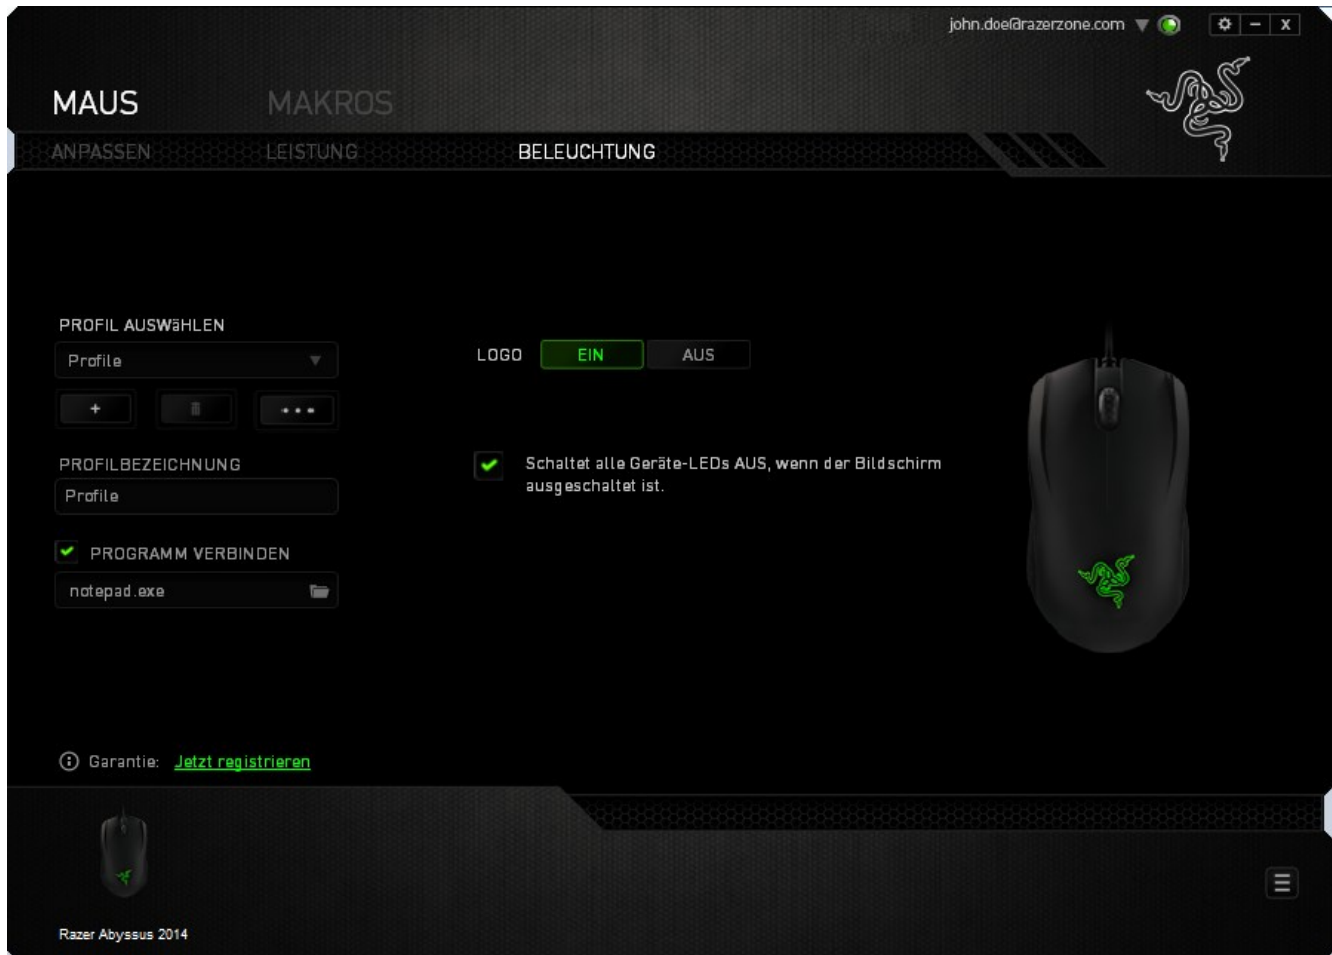 john.doe@razerzone.com
x
MAUS
MAKROS
ANPASSEN
LEISTUNG
BELEUCHTUNG
PROFIL AUSWäHLEN
Profile
+
PROFILBEZEICHNUNG
Profile
PROGRAMM VERBINDEN
notepad.exe
LOGO EIN AUS
Schaltet alle Geräte-LEDs AUS, wenn der Bildschirm
ausgeschaltet ist.
Garantie: Jetzt registrieren
Razer Abyssus 2014